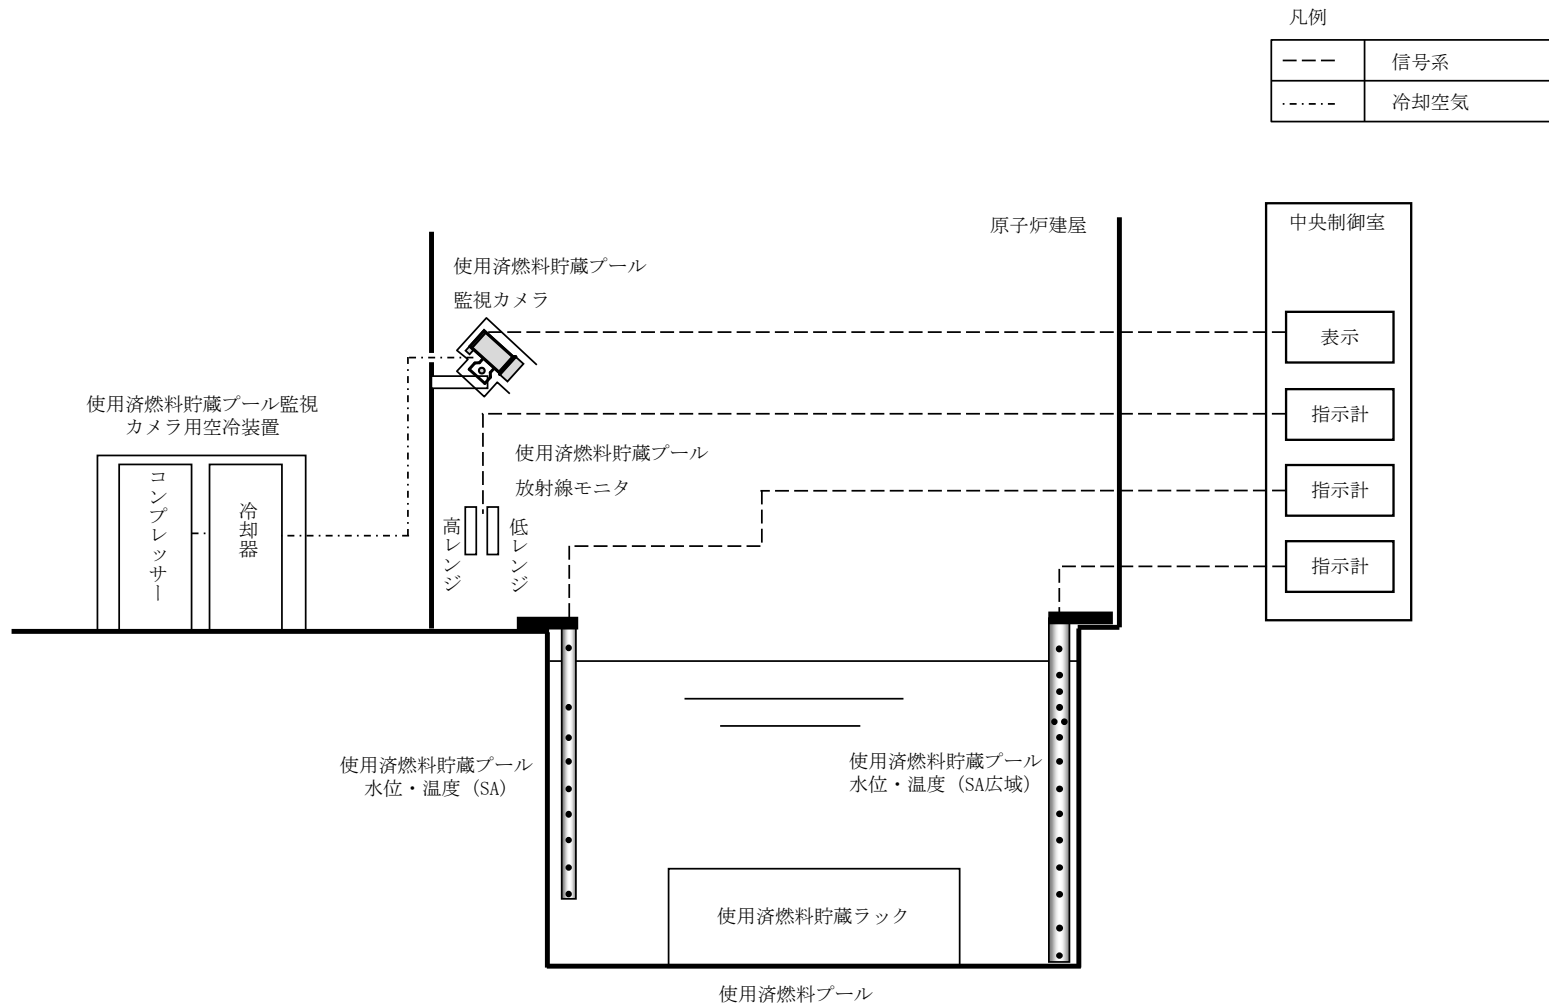 凡例
信号系
冷却空気
原子炉建屋
中央制御室
使用済燃料貯蔵プール
監視カメラ
表示
使用済燃料貯蔵プール監視
カメラ用空冷装置
指示計
使用済燃料貯蔵プール
放射線モニタ
コンプレッサー
冷却器
高レンジ
低レンジ
指示計
指示計
使用済燃料貯蔵プール
水位・温度（SA）
使用済燃料貯蔵プール
水位・温度（SA広域）
使用済燃料貯蔵ラック
使用済燃料プール